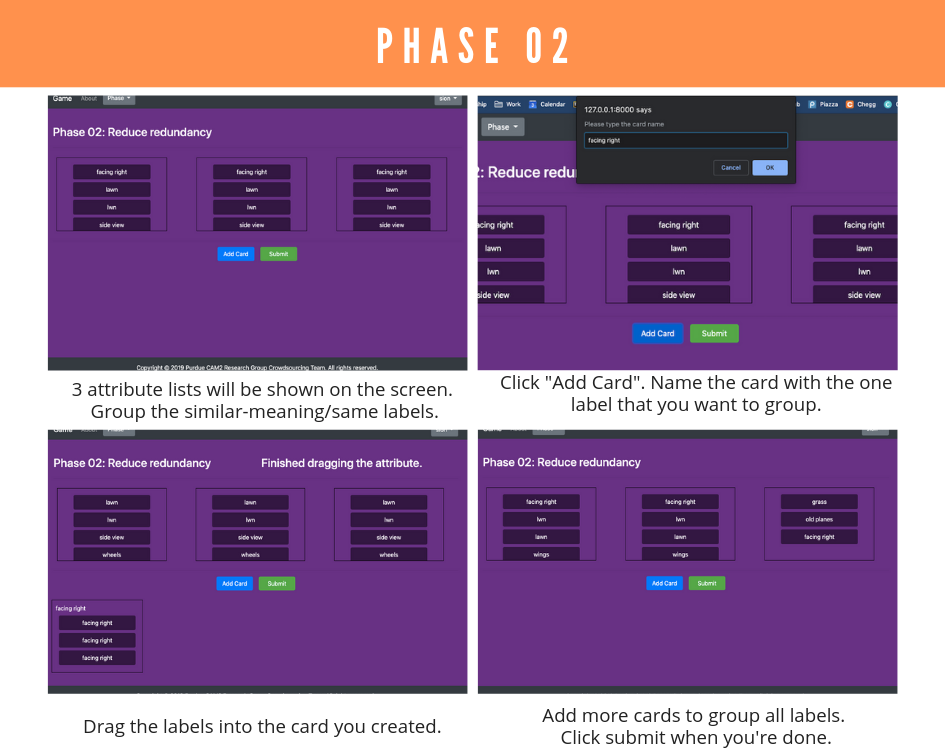 PHASE 02
Game About Phase sion
Phase 02: Reduce redundancy
facing right facing right facing right
lawn lawn lawn
lwn lwn lwn
side view side view side view
Add Card Submit
Copyright © 2019 Purdue CAM2 Research Group Crowdsourcing Team. All rights reserved.
3 attribute lists will be shown on the screen.
Group the similar-meaning/same labels.
hip Work Calendar b Piazza Chegg
127.0.0.1:8000 says
Please type the card name
facing right
Cancel OK
Phase
2: Reduce redu
acing right facing right facing right
lawn lawn lawn
lwn lwn lwn
side view side view side view
Add Card Submit
Click "Add Card". Name the card with the one
label that you want to group.
Phase 02: Reduce redundancy Finished dragging the attribute.
lawn lawn lawn
lwn lwn lwn
side view side view side view
wheels wheels wheels
Add Card Submit
facing right
facing right
facing right
facing right
Drag the labels into the card you created.
Phase 02: Reduce redundancy
facing right facing right grass
lwn lwn old planes
lawn lawn facing right
wings wings
Add Card Submit
Add more cards to group all labels.
Click submit when you're done.